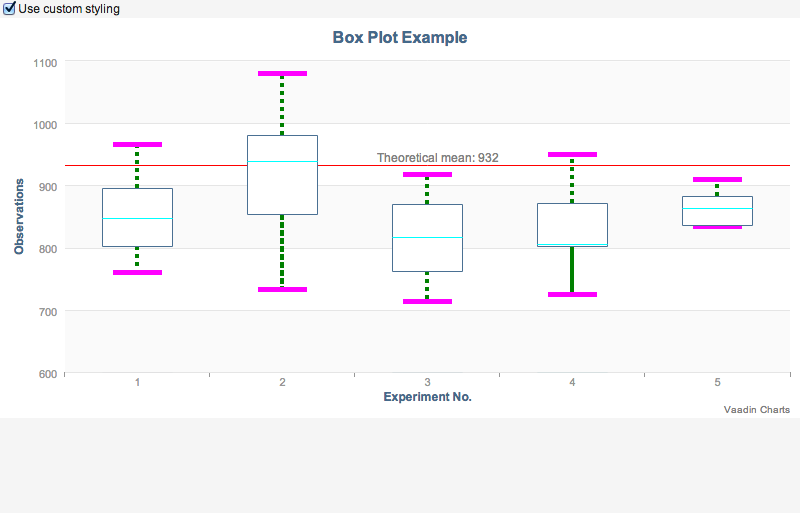 Use custom styling
Box Plot Example
1100
1000
900
800
700
600
Observations
Theoretical mean: 932
1 2 3 4 5
Experiment No.
Vaadin Charts